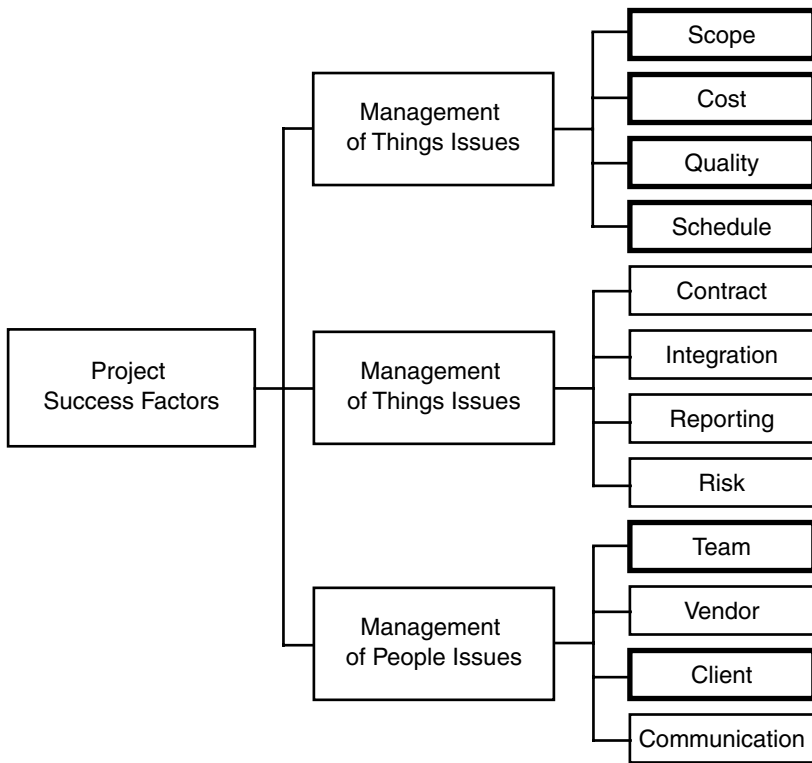 Project
Success Factors
Management
of Things Issues
Scope
Cost
Quality
Schedule
Management
of Things Issues
Contract
Integration
Reporting
Risk
Management
of People Issues
Team
Vendor
Client
Communication